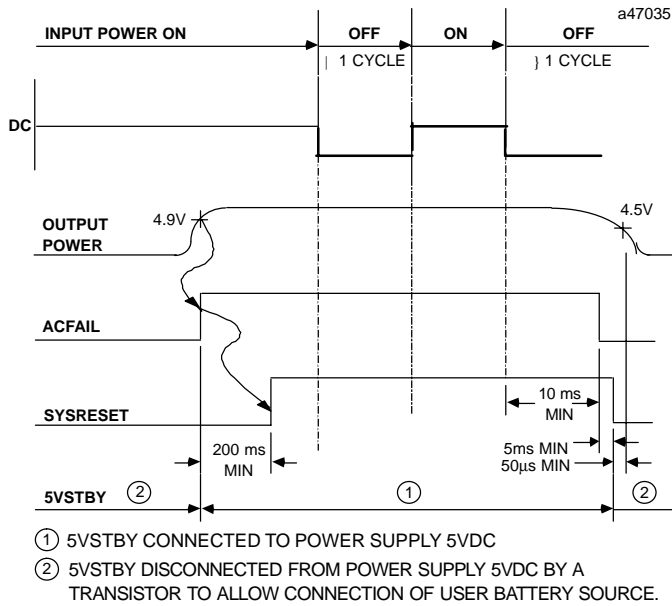 a47035
INPUT POWER ON OFF ON OFF
| 1 CYCLE } 1 CYCLE
DC
4.9V 4.5V
OUTPUT
POWER
ACFAIL
SYSRESET
10 ms
MIN
200 ms
MIN
5ms MIN
50µs MIN
5VSTBY 2 1 2
1 5VSTBY CONNECTED TO POWER SUPPLY 5VDC
2 5VSTBY DISCONNECTED FROM POWER SUPPLY 5VDC BY A
TRANSISTOR TO ALLOW CONNECTION OF USER BATTERY SOURCE.